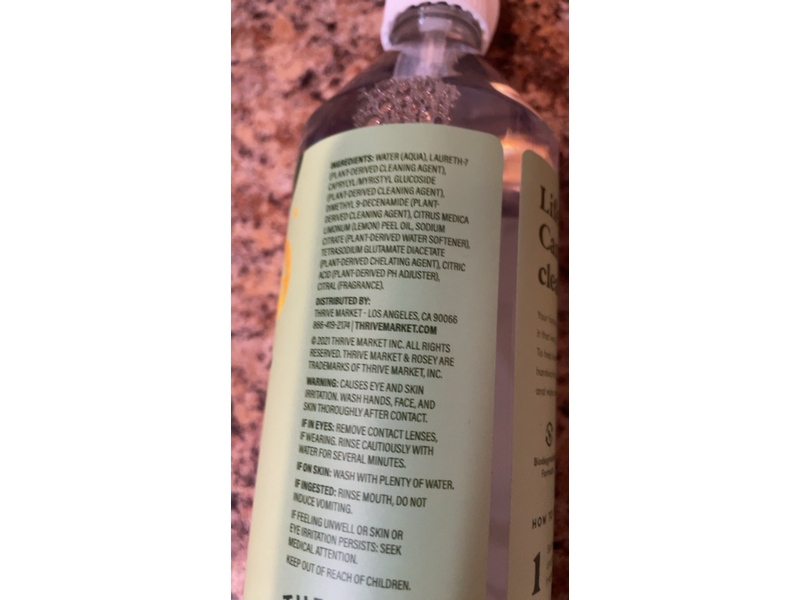 INGREDIENTS: WATER (AQUA), LAURETH-7
(PLANT-DERIVED CLEANING AGENT),
CAPRYLYL/MYRISTYL GLUCOSIDE
(PLANT-DERIVED CLEANING AGENT),
DIMETHYL 9-DECENAMIDE (PLANT-
DERIVED CLEANING AGENT), CITRUS MEDICA
LIMONUM (LEMON) PEEL OIL, SODIUM
CITRATE (PLANT-DERIVED WATER SOFTENER),
TETRASODIUM GLUTAMATE DIACETATE
(PLANT-DERIVED CHELATING AGENT), CITRIC
ACID (PLANT-DERIVED PH ADJUSTER),
CITRAL (FRAGRANCE).
DISTRIBUTED BY:
THRIVE MARKET - LOS ANGELES, CA 90066
866-419-2174 | THRIVEMARKET.COM
© 2021 THRIVE MARKET INC. ALL RIGHTS
RESERVED. THRIVE MARKET & ROSEY ARE
TRADEMARKS OF THRIVE MARKET, INC.
WARNING: CAUSES EYE AND SKIN
IRRITATION. WASH HANDS, FACE, AND
SKIN THOROUGHLY AFTER CONTACT.
IF IN EYES: REMOVE CONTACT LENSES,
IF WEARING. RINSE CAUTIOUSLY WITH
WATER FOR SEVERAL MINUTES.
IF ON SKIN: WASH WITH PLENTY OF WATER.
IF INGESTED: RINSE MOUTH, DO NOT
INDUCE VOMITING.
IF FEELING UNWELL OR SKIN OR
EYE IRRITATION PERSISTS: SEEK
MEDICAL ATTENTION.
KEEP OUT OF REACH OF CHILDREN.
HOW TO
1